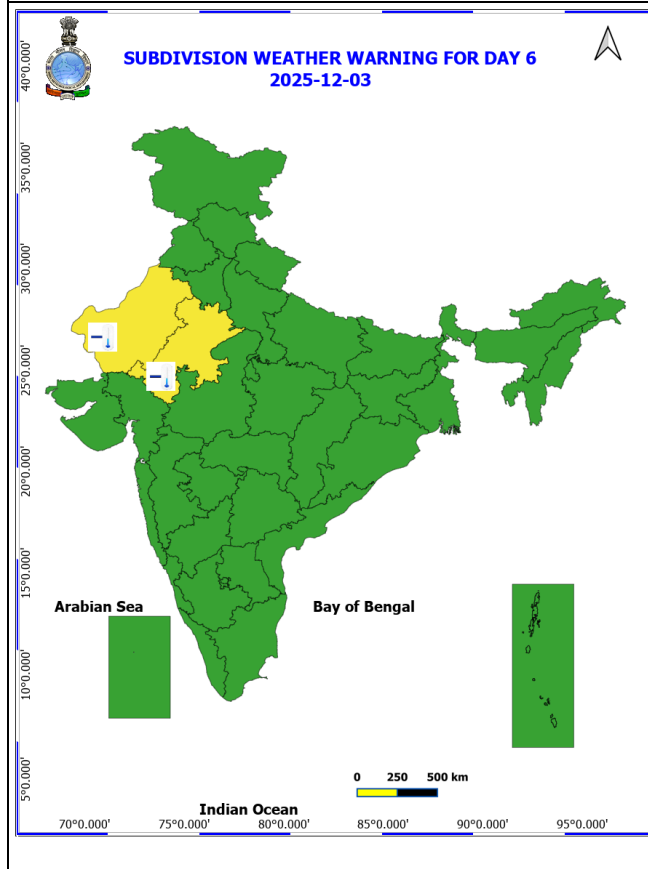 SUBDIVISION WEATHER WARNING FOR DAY 6
2025-12-03
40°0.000'
35°0.000'
30°0.000'
25°0.000'
20°0.000'
15°0.000'
10°0.000'
5°0.000'
Arabian Sea
Bay of Bengal
0 250 500 km
Indian Ocean
70°0.000' 75°0.000' 80°0.000' 85°0.000' 90°0.000' 95°0.000'